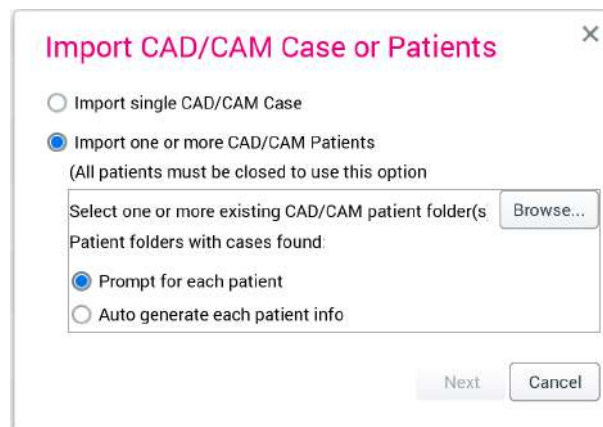 Import CAD/CAM Case or Patients
Import single CAD/CAM Case
Import one or more CAD/CAM Patients
(All patients must be closed to use this option
Select one or more existing CAD/CAM patient folder(s Browse...
Patient folders with cases found:
Prompt for each patient
Auto generate each patient info
Next Cancel